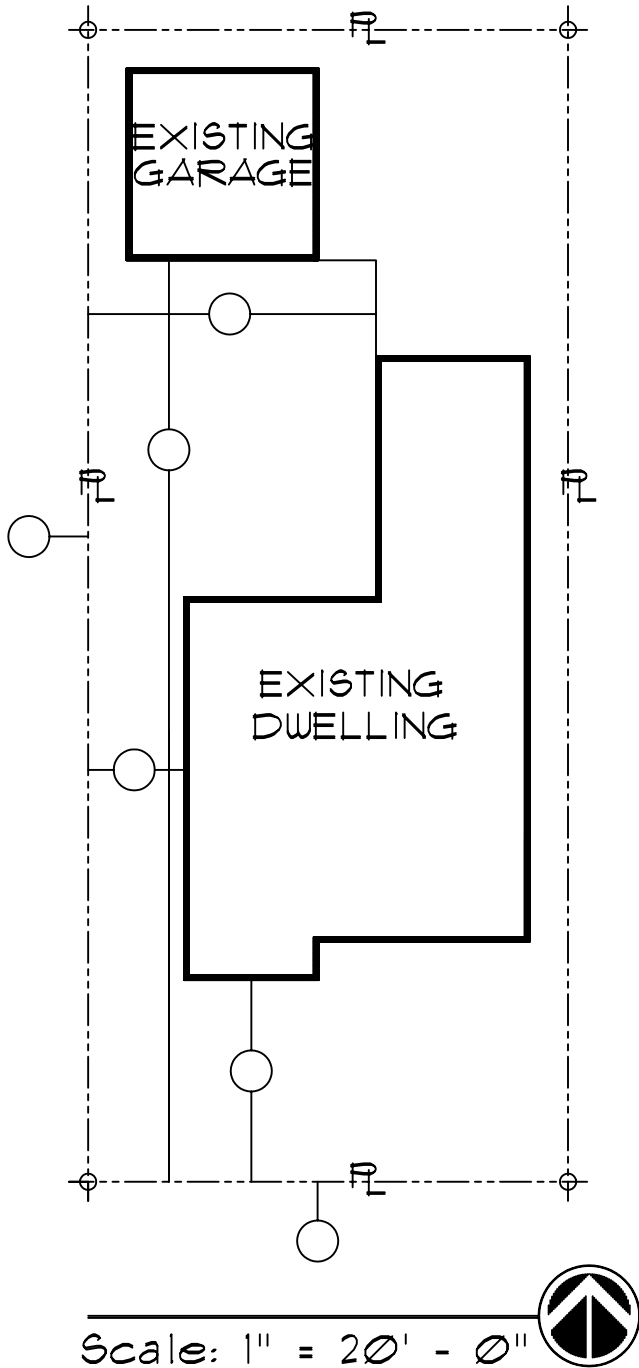 PL
EXISTING
GARAGE
PL
PL
EXISTING
DWELLING
PL
Scale: 1" = 20' - 0"